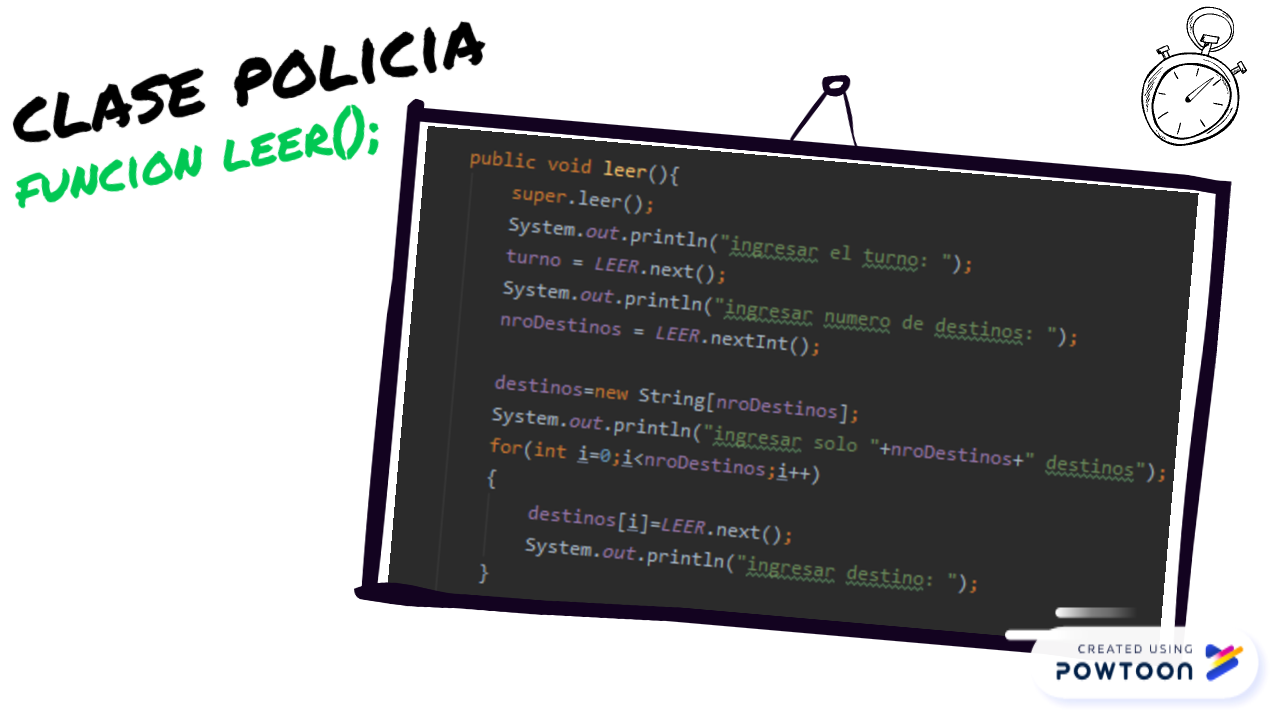 CLASE POLICIA
FUNCION LEER();
public void leer(){
super.leer();
System.out.println("ingresar el turno: ");
turno = LEER.next();
System.out.println("ingresar numero de destinos: ");
nroDestinos = LEER.nextInt();
destinos=new String[nroDestinos];
System.out.println("ingresar solo "+nroDestinos+" destinos");
for(int i=0;i<nroDestinos;i++)
{
destinos[i]=LEER.next();
System.out.println("ingresar destino: ");
}
CREATED USING
POWTOON